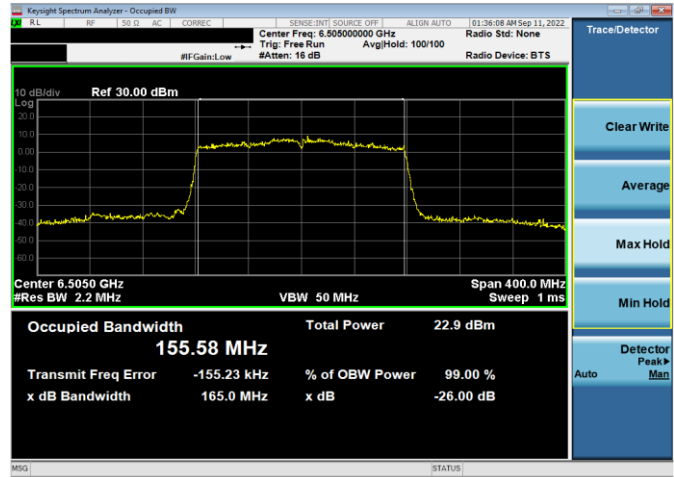 Keysight Spectrum Analyzer - Occupied BW
RL RF 50 Ω AC CORREC SENSE:INT SOURCE OFF ALIGN AUTO 01:36:08 AM Sep 11, 2022
Center Freq: 6.505000000 GHz Radio Std: None
Trig: Free Run Avg|Hold: 100/100
#IFGain:Low #Atten: 16 dB Radio Device: BTS
Trace/Detector
10 dB/div Ref 30.00 dBm
Log
20.0
10.0
0.00
-10.0
-20.0
-30.0
-40.0
-50.0
-60.0
Center 6.5050 GHz Span 400.0 MHz
#Res BW 2.2 MHz VBW 50 MHz Sweep 1 ms
Occupied Bandwidth Total Power 22.9 dBm
155.58 MHz
Transmit Freq Error -155.23 kHz % of OBW Power 99.00 %
x dB Bandwidth 165.0 MHz x dB -26.00 dB
Clear Write
Average
Max Hold
Min Hold
Detector
Peak▶
Auto Man
MSG STATUS